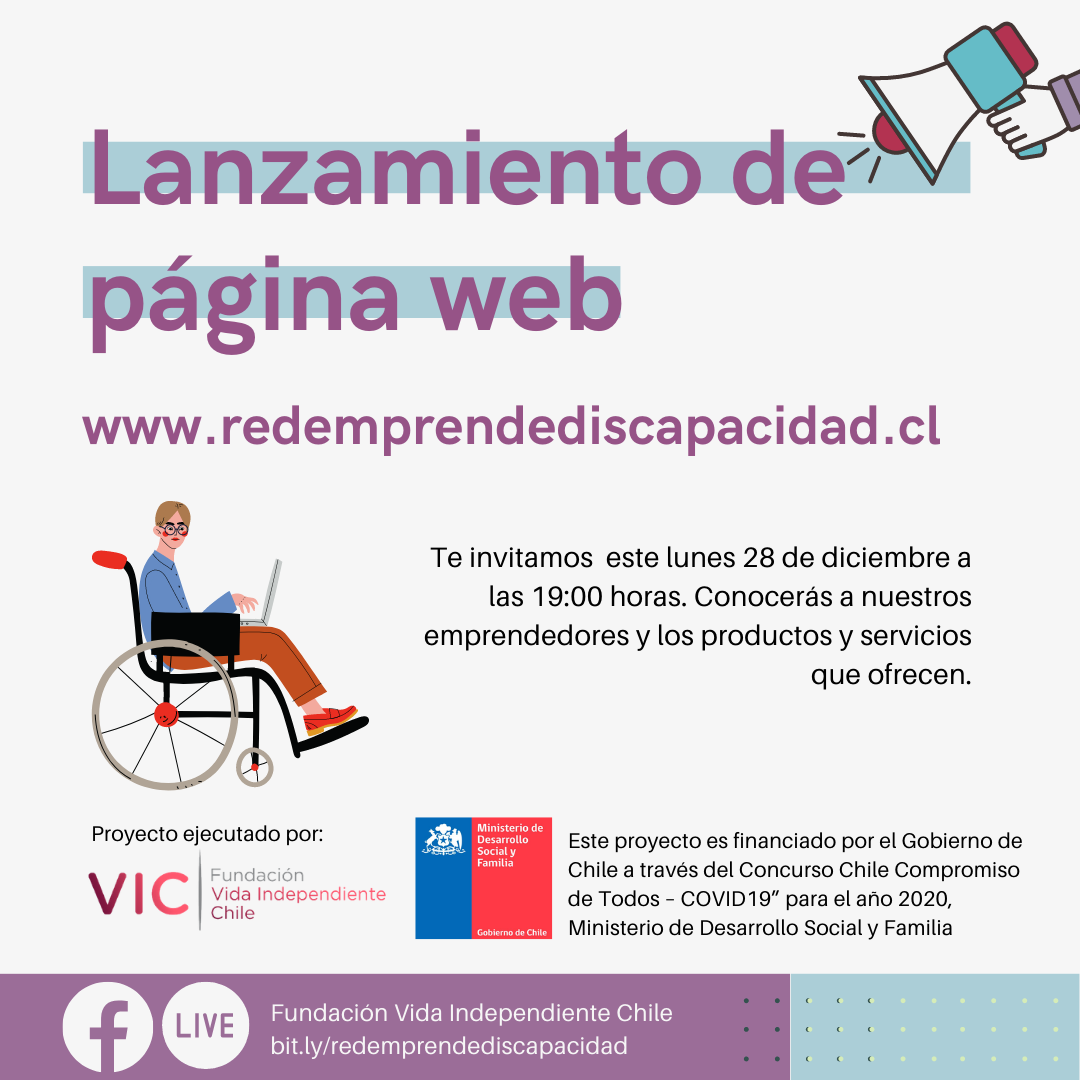 Lanzamiento de
página web
www.redemprendediscapacidad.cl
Te invitamos  este lunes 28 de diciembre a
las 19:00 horas. Conocerás a nuestros
emprendedores y los productos y servicios
que ofrecen.
Proyecto ejecutado por:
VIC
Fundación
Vida Independiente
Chile
Ministerio de
Desarrollo
Social y
Familia
Gobierno de Chile
Este proyecto es financiado por el Gobierno de
Chile a través del Concurso Chile Compromiso
de Todos – COVID19” para el año 2020,
Ministerio de Desarrollo Social y Familia
f
LIVE
Fundación Vida Independiente Chile
bit.ly/redemprendediscapacidad